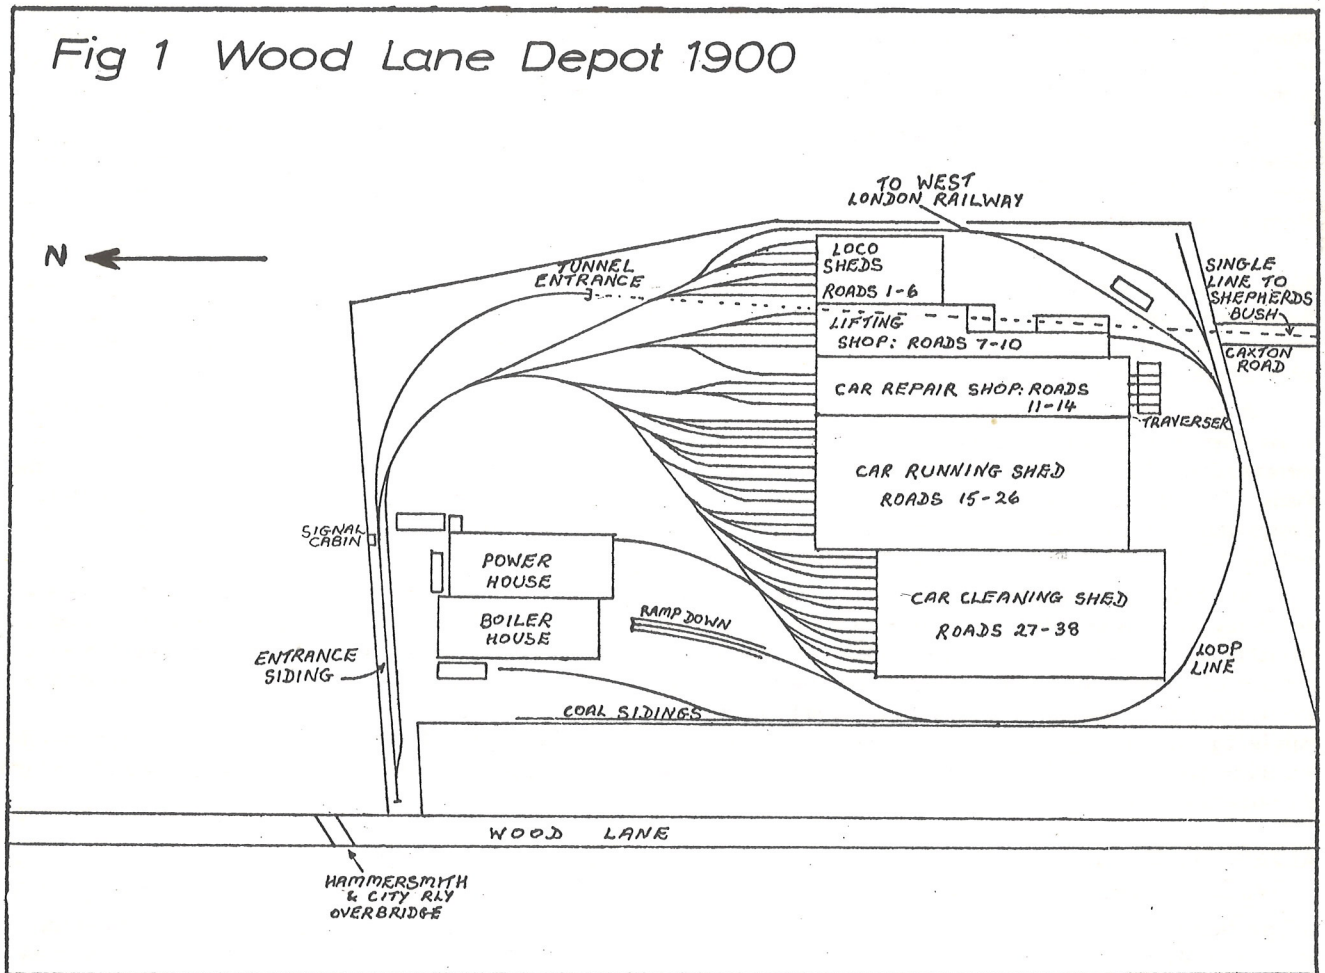 Fig 1 Wood Lane Depot 1900
TO WEST
LONDON RAILWAY
N
TUNNEL
ENTRANCE
LOCO
SHEDS
ROADS 1-6
SINGLE
LINE TO
SHEPHERDS
BUSH
LIFTING
SHOP: ROADS 7-10
CAXTON
ROAD
CAR REPAIR SHOP: ROADS
11-14
TRAVERSER
CAR RUNNING SHED
ROADS 15-26
SIGNAL
CABIN
POWER
HOUSE
CAR CLEANING SHED
ROADS 27-38
BOILER
HOUSE
RAMP DOWN
ENTRANCE
SIDING
LOOP
LINE
COAL SIDINGS
WOOD LANE
HAMMERSMITH
& CITY RLY
OVERBRIDGE